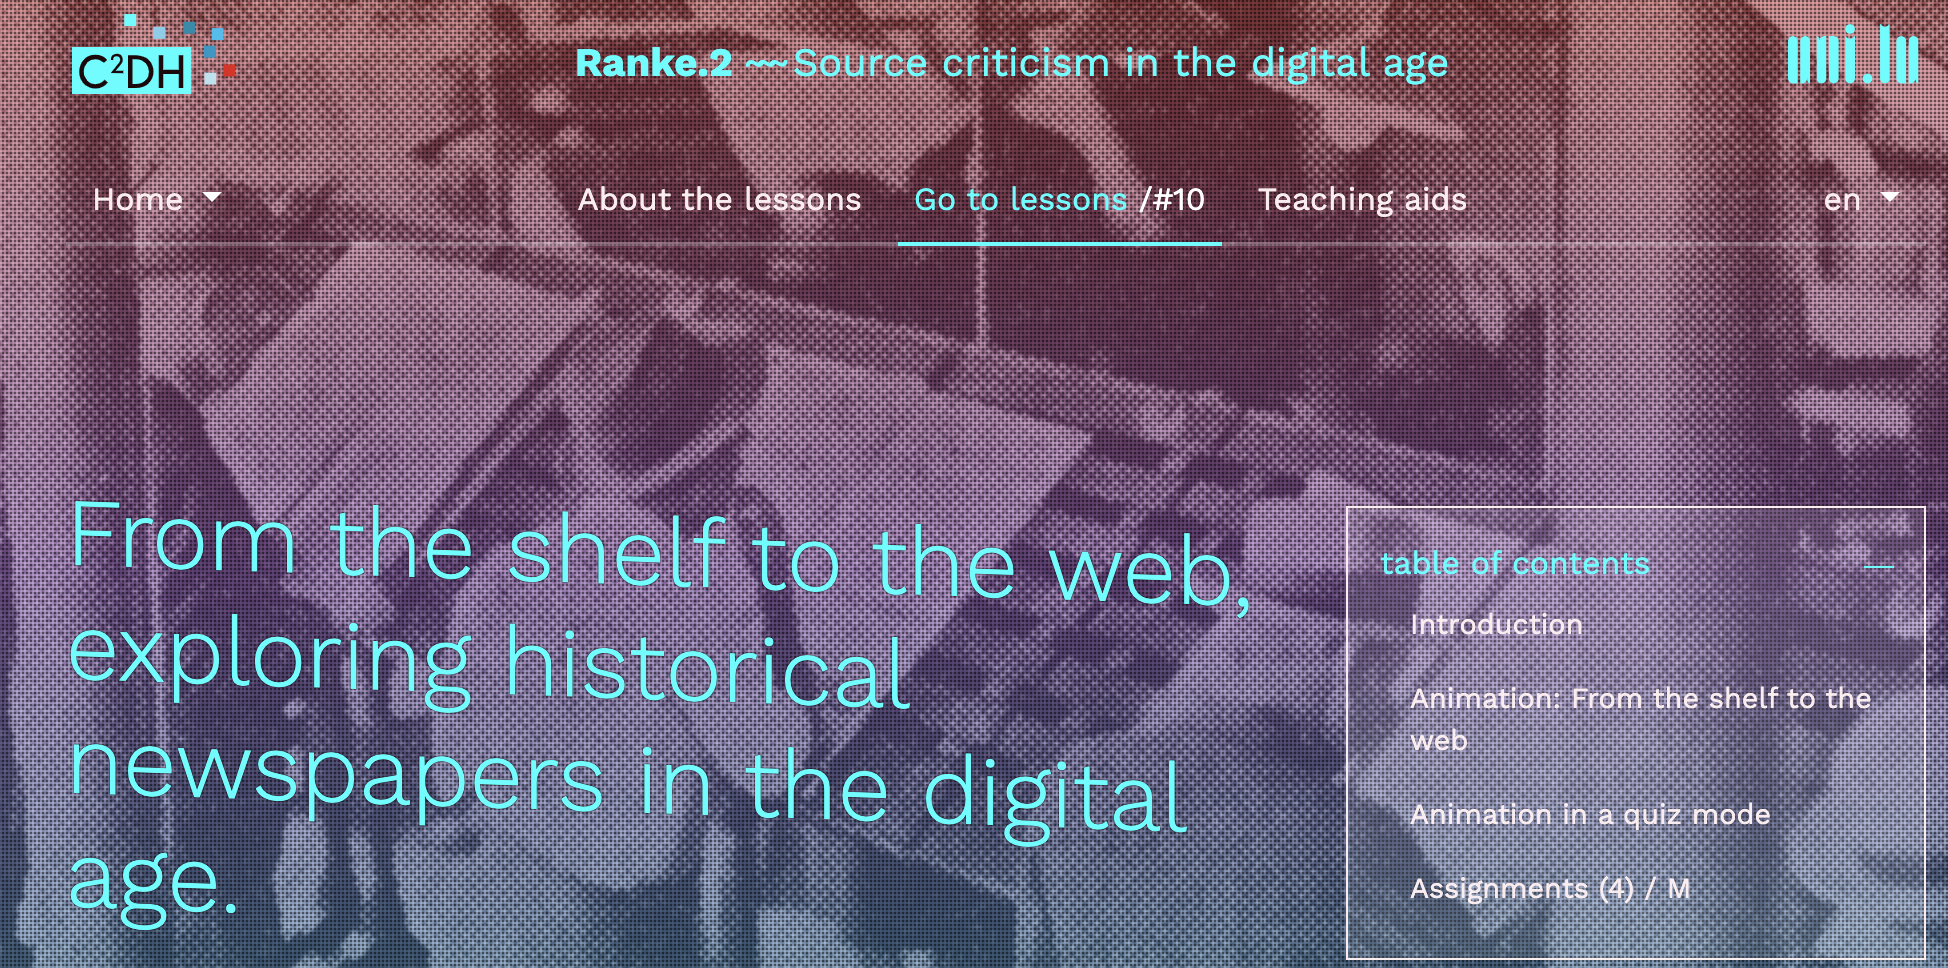 C²DH
Ranke.2 ~~~Source criticism in the digital age
uni.lu
Home
About the lessons
Go to lessons /#10
Teaching aids
en
From the shelf to the web,
exploring historical
newspapers in the digital
age.
table of contents
Introduction
Animation: From the shelf to the
web
Animation in a quiz mode
Assignments (4) / M